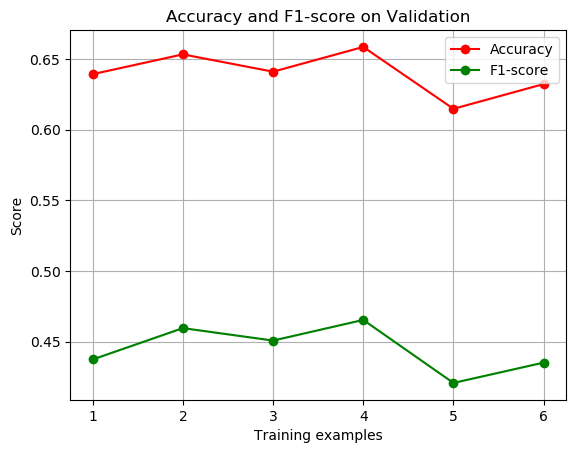 Accuracy and F1-score on Validation
Accuracy
F1-score
0.65
0.60
0.55
0.50
0.45
Score
1 2 3 4 5 6
Training examples